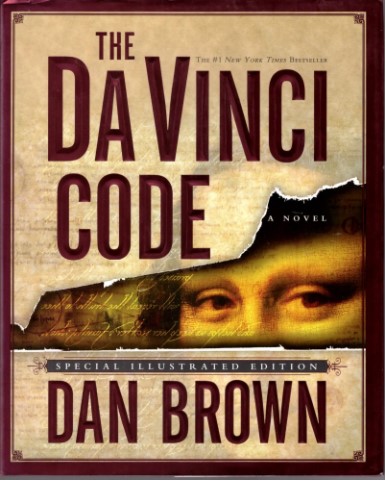 THE
THE #1 NEW YORK TIMES BESTSELLER
DA VINCI
CODE
A NOVEL
SPECIAL ILLUSTRATED EDITION
DAN BROWN